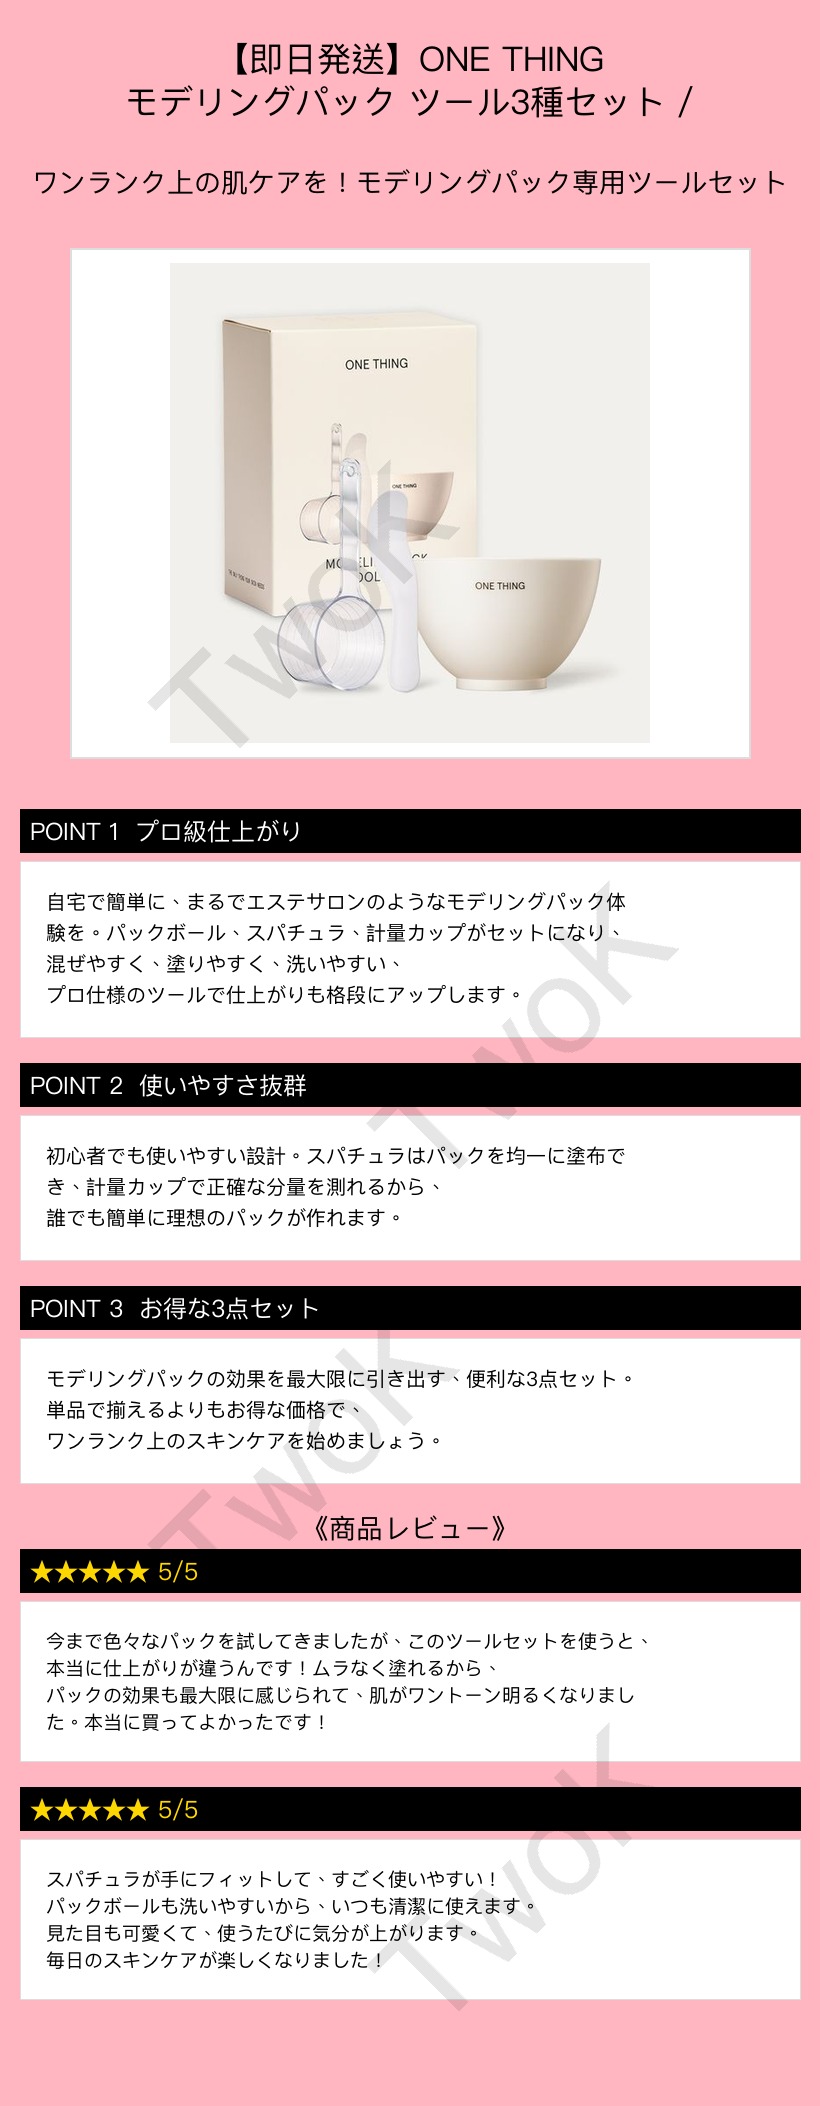 【即日発送】ONE THING
モデリングパック ツール3種セット /
ワンランク上の肌ケアを！モデリングパック専用ツールセット
ONE THING
ONE THING
ONE THING
TwoK
POINT 1 プロ級仕上がり
自宅で簡単に、まるでエステサロンのようなモデリングパック体
験を。パックボール、スパチュラ、計量カップがセットになり、
混ぜやすく、塗りやすく、洗いやすい、
プロ仕様のツールで仕上がりも格段にアップします。
TwoK
POINT 2 使いやすさ抜群
初心者でも使いやすい設計。スパチュラはパックを均一に塗布で
き、計量カップで正確な分量を測れるから、
誰でも簡単に理想のパックが作れます。
POINT 3 お得な3点セット
モデリングパックの効果を最大限に引き出す、便利な3点セット。
単品で揃えるよりもお得な価格で、
ワンランク上のスキンケアを始めましょう。
TwoK
《商品レビュー》
★★★★★ 5/5
今まで色々なパックを試してきましたが、このツールセットを使うと、
本当に仕上がりが違うんです！ムラなく塗れるから、
パックの効果も最大限に感じられて、肌がワントーン明るくなりまし
た。本当に買ってよかったです！
★★★★★ 5/5
スパチュラが手にフィットして、すごく使いやすい！
パックボールも洗いやすいから、いつも清潔に使えます。
見た目も可愛くて、使うたびに気分が上がります。
毎日のスキンケアが楽しくなりました！
TwoK